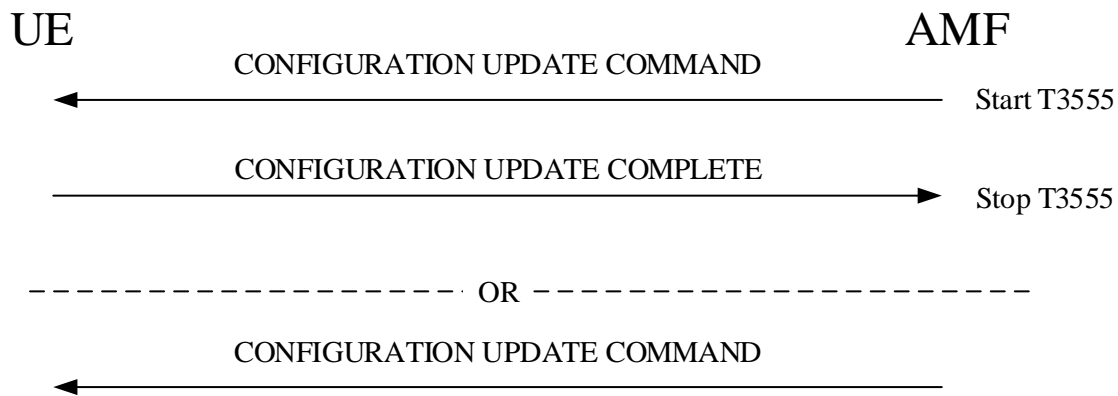 UE AMF
CONFIGURATION UPDATE COMMAND
Start T3555
CONFIGURATION UPDATE COMPLETE
Stop T3555
OR
CONFIGURATION UPDATE COMMAND